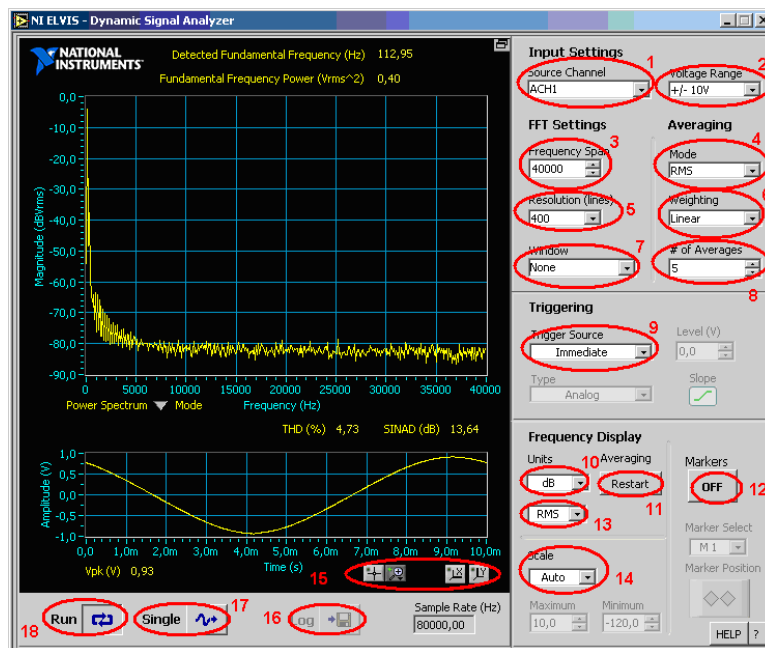 NI ELVIS - Dynamic Signal Analyzer
NATIONAL
INSTRUMENTS
Detected Fundamental Frequency (Hz) 112,95
Fundamental Frequency Power (Vrms^2) 0,40
0,0
-10,0
-20,0
-30,0
-40,0
-50,0
-60,0
-70,0
-80,0
-90,0
Magnitude (dBVrms)
0 5000 10000 15000 20000 25000 30000 35000 40000
Power Spectrum Mode Frequency (Hz)
THD (%) 4,73 SINAD (dB) 13,64
1,0
0,5
0,0
-0,5
-1,0
Amplitude (V)
0,0 1,0m 2,0m 3,0m 4,0m 5,0m 6,0m 7,0m 8,0m 9,0m 10,0m
Time (s)
Vpk (V) 0,93
15
X Y
18 Run
17 Single
16 Log
Sample Rate (Hz)
80000,00
Input Settings
Source Channel 1
ACH1
Voltage Range 2
+/- 10V
FFT Settings
Frequency Span 3
40000
Resolution (lines)
400 5
Window 7
None
Averaging
Mode 4
RMS
Weighting 6
Linear
# of Averages
5
8
Triggering
Trigger Source 9
Immediate
Level (V)
0,0
Type
Analog
Slope
Frequency Display
Units 10
dB
RMS
13
Averaging
Restart
11
Markers
OFF 12
Marker Select
M 1
Marker Position
Scale
Auto 14
Maximum Minimum
10,0 -120,0
HELP ?